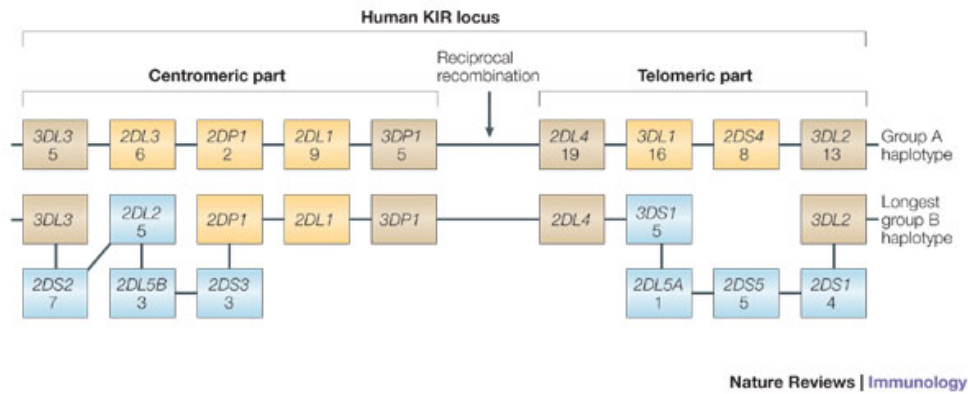 Human KIR locus
Reciprocal
recombination
Centromeric part
Telomeric part
3DL3
5
2DL3
6
2DP1
2
2DL1
9
3DP1
5
2DL4
19
3DL1
16
2DS4
8
3DL2
13
Group A
haplotype
3DL3
2DL2
5
2DP1
2DL1
3DP1
2DL4
3DS1
5
3DL2
Longest
group B
haplotype
2DS2
7
2DL5B
3
2DS3
3
2DL5A
1
2DS5
5
2DS1
4
Nature Reviews | Immunology